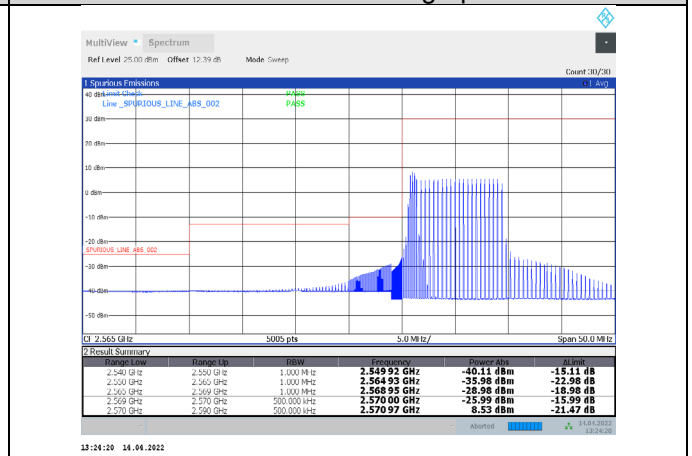 MultiView Spectrum
Ref Level 25.00 dBm Offset 12.39 dB Mode Sweep
Count 30/30
1 Spurious Emissions
Avg
40 dBm Limit Check PASS
Line _SPURIOUS_LINE_ABS_002 PASS
30 dBm
20 dBm
10 dBm
0 dBm
-10 dBm
-20 dBm
SPURIOUS_LINE_ABS_002
-30 dBm
-40 dBm
-50 dBm
CF 2.565 GHz 5005 pts 5.0 MHz/ Span 50.0 MHz
2 Result Summary
Range Low Range Up RBW Frequency Power Abs ΔLimit
2.540 GHz 2.550 GHz 1.000 MHz 2.549 92 GHz -40.11 dBm -15.11 dB
2.550 GHz 2.565 GHz 1.000 MHz 2.564 93 GHz -35.98 dBm -22.98 dB
2.565 GHz 2.569 GHz 1.000 MHz 2.568 95 GHz -28.98 dBm -18.98 dB
2.569 GHz 2.570 GHz 500.000 kHz 2.570 00 GHz -25.99 dBm -15.99 dB
2.570 GHz 2.590 GHz 500.000 kHz 2.570 97 GHz 8.53 dBm -21.47 dB
Aborted 14.04.2022
13:24:20
13:24:20 14.04.2022